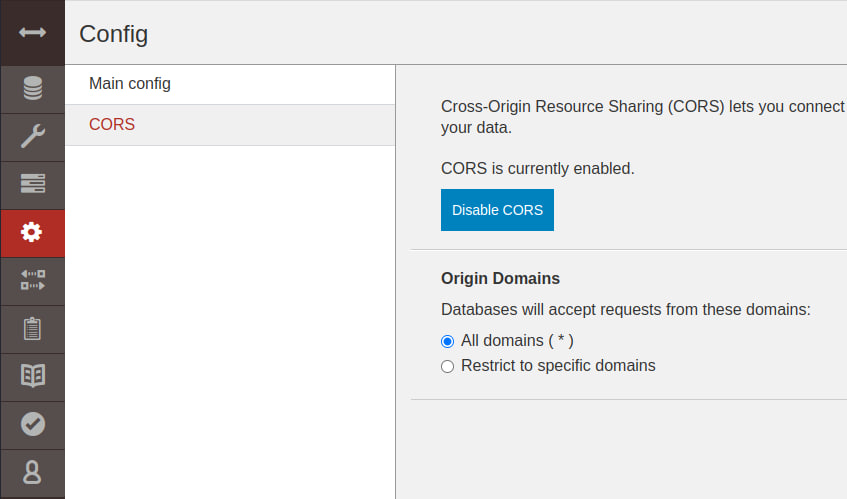 Config
Main config
CORS
Cross-Origin Resource Sharing (CORS) lets you connect
your data.
CORS is currently enabled.
Disable CORS
Origin Domains
Databases will accept requests from these domains:
All domains ( * )
Restrict to specific domains